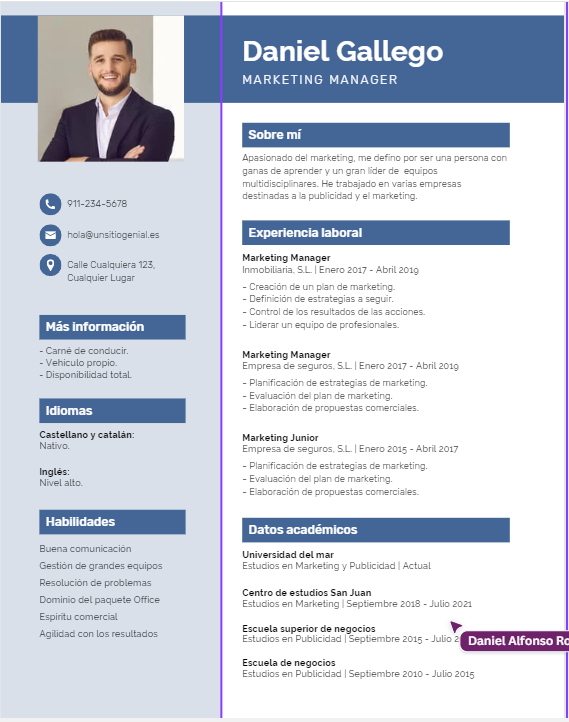 Daniel Gallego
MARKETING MANAGER
911-234-5678
hola@unsitiogenial.es
Calle Cualquiera 123,
Cualquier Lugar
Más información
- Carné de conducir.
- Vehículo propio.
- Disponibilidad total.
Idiomas
Castellano y catalán:
Nativo.
Inglés:
Nivel alto.
Habilidades
Buena comunicación
Gestión de grandes equipos
Resolución de problemas
Dominio del paquete Office
Espíritu comercial
Agilidad con los resultados
Sobre mí
Apasionado del marketing, me defino por ser una persona con
ganas de aprender y un gran líder de equipos
multidisciplinares. He trabajado en varias empresas
destinadas a la publicidad y el marketing.
Experiencia laboral
Marketing Manager
Inmobiliaria, S.L. | Enero 2017 - Abril 2019
- Creación de un plan de marketing.
- Definición de estrategias a seguir.
- Control de los resultados de las acciones.
- Liderar un equipo de profesionales.
Marketing Manager
Empresa de seguros, S.L. | Enero 2017 - Abril 2019
- Planificación de estrategias de marketing.
- Evaluación del plan de marketing.
- Elaboración de propuestas comerciales.
Marketing Junior
Empresa de seguros, S.L. | Enero 2015 - Abril 2017
- Planificación de estrategias de marketing.
- Evaluación del plan de marketing.
- Elaboración de propuestas comerciales.
Datos académicos
Universidad del mar
Estudios en Marketing y Publicidad | Actual
Centro de estudios San Juan
Estudios en Marketing | Septiembre 2018 - Julio 2021
Escuela superior de negocios
Estudios en Publicidad | Septiembre 2015 - Julio
Daniel Alfonso
Escuela de negocios
Estudios en Publicidad | Septiembre 2010 - Julio 2015